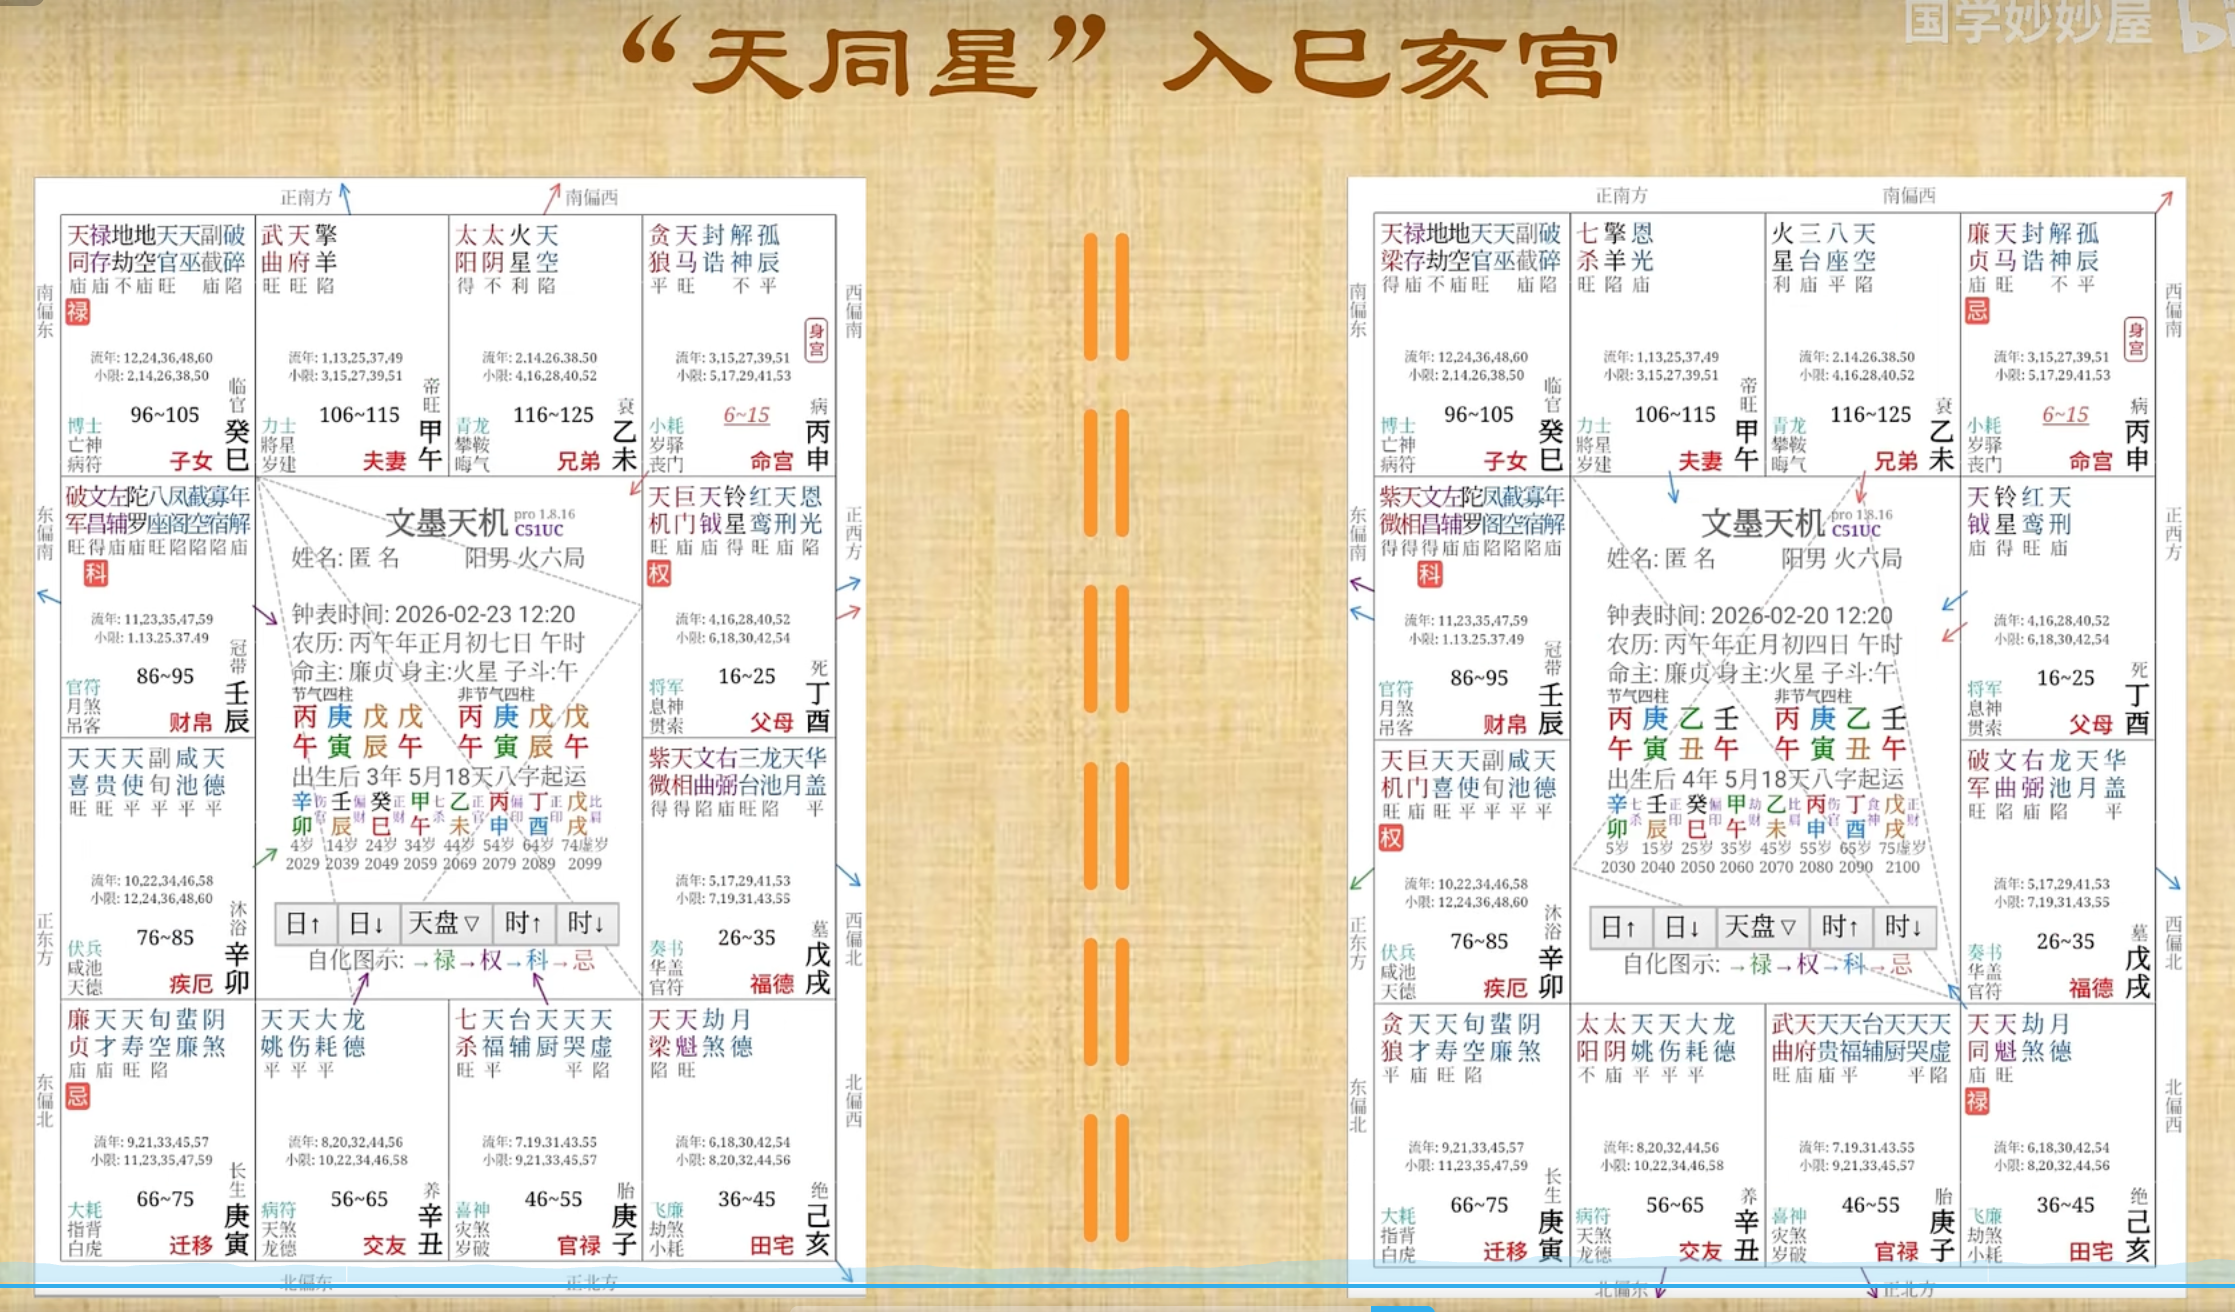 国学妙妙屋
“天同星”入巳亥宫
正南方 南偏西
南偏东
东偏南
正东方
东偏北
西偏南
正西方
西偏北
北偏西
天禄地地天天副破
同存劫空官巫截碎
庙庙不庙旺 庙陷
禄
流年: 12,24,36,48,60
小限: 2,14,26,38,50
96~105
临官
博士
亡神
病符
子女
癸巳
武天擎
曲府羊
旺旺陷
流年: 1,13,25,37,49
小限: 3,15,27,39,51
106~115
帝旺
力士
將星
岁建
夫妻
甲午
太太火天
阳阴星空
得不利陷
流年: 2,14,26,38,50
小限: 4,16,28,40,52
116~125
衰
青龙
攀鞍
晦气
兄弟
乙未
贪天封解孤
狼马诰神辰
平旺 不平
身宫
流年: 3,15,27,39,51
小限: 5,17,29,41,53
6~15
病
小耗
岁驿
丧门
命宫
丙申
破文左陀八凤截寡年
军昌辅罗座阁空宿解
旺得庙庙旺陷陷陷庙
科
流年: 11,23,35,47,59
小限: 1,13,25,37,49
86~95
冠带
官符
月煞
吊客
财帛
壬辰
文墨天机 pro 1.8.16
C51UC
姓名: 匿名 阳男 火六局
钟表时间: 2026-02-23 12:20
农历: 丙午年正月初七日 午时
命主: 廉贞 身主:火星 子斗:午
节气四柱 非节气四柱
丙庚戊戊 丙庚戊戊
午寅辰午 午寅辰午
出生后 3年 5月18天八字起运
辛伤官 壬偏财 癸正财 甲七杀 乙正官 丙偏印 丁正印 戊比肩
卯 辰 巳 午 未 申 酉 戌
4岁 14岁 24岁 34岁 44岁 54岁 64岁 74虚岁
2029 2039 2049 2059 2069 2079 2089 2099
日↑ 日↓ 天盘▽ 时↑ 时↓
自化图示: →禄→权→科→忌
天巨天铃红天恩
机门钺星鸾刑光
旺庙庙得旺庙陷
权
流年: 4,16,28,40,52
小限: 6,18,30,42,54
16~25
死
将军
息神
贯索
父母
丁酉
天天天副咸天
喜贵使旬池德
旺旺平平平平
流年: 10,22,34,46,58
小限: 12,24,36,48,60
76~85
沐浴
伏兵
咸池
天德
疾厄
辛卯
紫天文右三龙天华
微相曲弼台池月盖
得得陷庙旺陷 平
流年: 5,17,29,41,53
小限: 7,19,31,43,55
26~35
墓
奏书
华盖
官符
福德
戊戌
廉天天旬蜚阴
贞才寿空廉煞
庙庙旺陷
忌
流年: 9,21,33,45,57
小限: 11,23,35,47,59
66~75
长生
大耗
指背
白虎
迁移
庚寅
天天大龙
姚伤耗德
平平平
流年: 8,20,32,44,56
小限: 10,22,34,46,58
56~65
养
病符
天煞
龙德
交友
辛丑
七天台天天天
杀福辅厨哭虚
旺平 平陷
流年: 7,19,31,43,55
小限: 9,21,33,45,57
46~55
胎
喜神
灾煞
岁破
官禄
庚子
天天劫月
梁魁煞德
陷旺
流年: 6,18,30,42,54
小限: 8,20,32,44,56
36~45
绝
飞廉
劫煞
小耗
田宅
己亥
北偏东 正北方
正南方 南偏西
南偏东
东偏南
正东方
东偏北
西偏南
正西方
西偏北
北偏西
天禄地地天天副破
梁存劫空官巫截碎
得庙不庙旺 庙陷
流年: 12,24,36,48,60
小限: 2,14,26,38,50
96~105
临官
博士
亡神
病符
子女
癸巳
七擎恩
杀羊光
旺陷庙
流年: 1,13,25,37,49
小限: 3,15,27,39,51
106~115
帝旺
力士
將星
岁建
夫妻
甲午
火三八天
星台座空
利庙平陷
流年: 2,14,26,38,50
小限: 4,16,28,40,52
116~125
衰
青龙
攀鞍
晦气
兄弟
乙未
廉天封解孤
贞马诰神辰
庙旺 不平
忌
身宫
流年: 3,15,27,39,51
小限: 5,17,29,41,53
6~15
病
小耗
岁驿
丧门
命宫
丙申
紫天文左陀凤截寡年
微相昌辅罗阁空宿解
得得得庙庙陷陷陷庙
科
流年: 11,23,35,47,59
小限: 1,13,25,37,49
86~95
冠带
官符
月煞
吊客
财帛
壬辰
文墨天机 pro 1.8.16
C51UC
姓名: 匿名 阳男 火六局
钟表时间: 2026-02-20 12:20
农历: 丙午年正月初四日 午时
命主: 廉贞 身主:火星 子斗:午
节气四柱 非节气四柱
丙庚乙壬 丙庚乙壬
午寅丑午 午寅丑午
出生后 4年 5月18天八字起运
辛七杀 壬正印 癸偏印 甲劫财 乙比肩 丙伤官 丁食神 戊正财
卯 辰 巳 午 未 申 酉 戌
5岁 15岁 25岁 35岁 45岁 55岁 65岁 75虚岁
2030 2040 2050 2060 2070 2080 2090 2100
日↑ 日↓ 天盘▽ 时↑ 时↓
自化图示: →禄→权→科→忌
天铃红天
钺星鸾刑
庙得旺庙
流年: 4,16,28,40,52
小限: 6,18,30,42,54
16~25
死
将军
息神
贯索
父母
丁酉
天巨天天副咸天
机门喜使旬池德
旺庙旺平平平平
权
流年: 10,22,34,46,58
小限: 12,24,36,48,60
76~85
沐浴
伏兵
咸池
天德
疾厄
辛卯
破文右龙天华
军曲弼池月盖
旺陷庙陷 平
流年: 5,17,29,41,53
小限: 7,19,31,43,55
26~35
墓
奏书
华盖
官符
福德
戊戌
贪天天旬蜚阴
狼才寿空廉煞
平庙旺陷
流年: 9,21,33,45,57
小限: 11,23,35,47,59
66~75
长生
大耗
指背
白虎
迁移
庚寅
太太天天大龙
阳阴姚伤耗德
不庙平平平
流年: 8,20,32,44,56
小限: 10,22,34,46,58
56~65
养
病符
天煞
龙德
交友
辛丑
武天天天台天天天
曲府贵福辅厨哭虚
旺庙庙平 平陷
流年: 7,19,31,43,55
小限: 9,21,33,45,57
46~55
胎
喜神
灾煞
岁破
官禄
庚子
天天劫月
同魁煞德
庙旺
禄
流年: 6,18,30,42,54
小限: 8,20,32,44,56
36~45
绝
飞廉
劫煞
小耗
田宅
己亥
北偏东 正北方